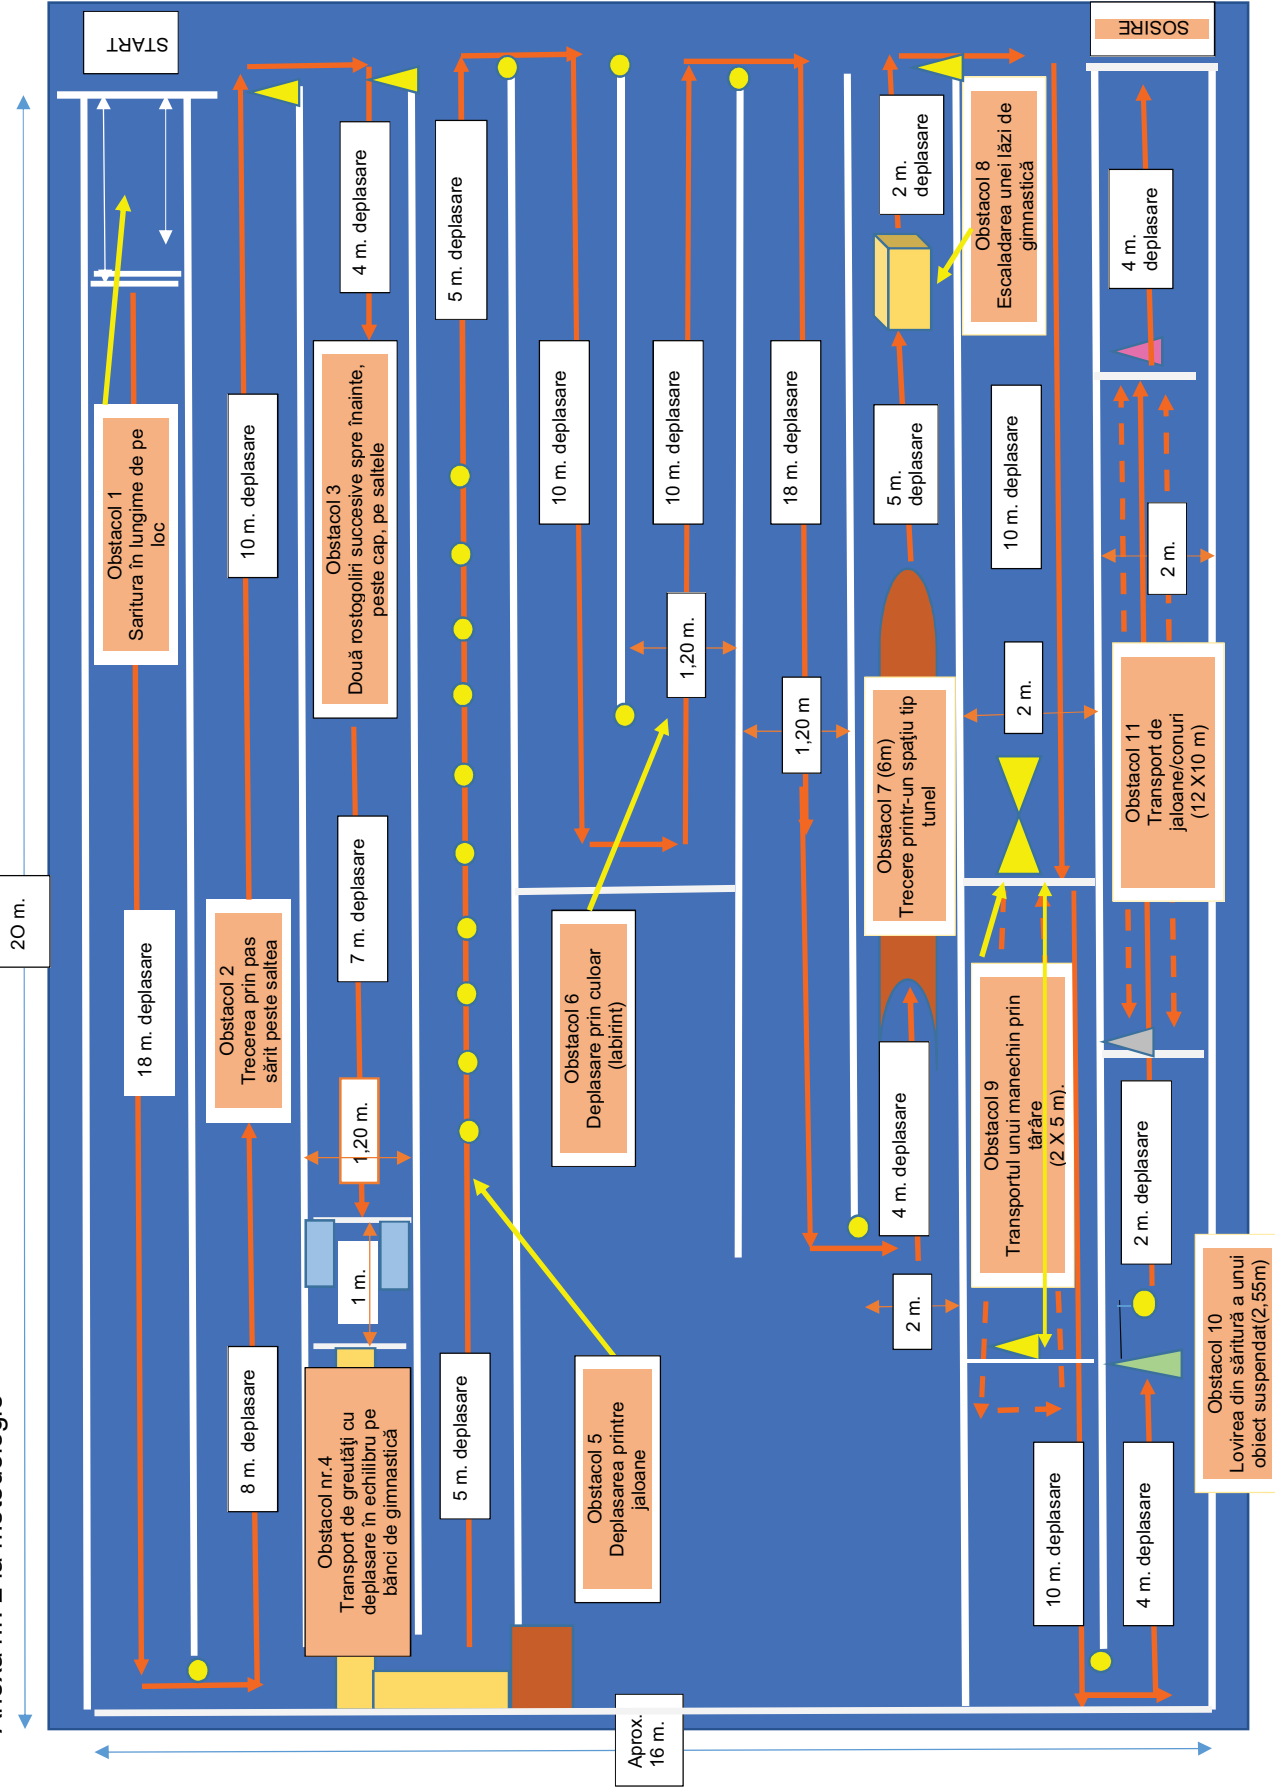 START
SOSIRE
20 m.
Obstacol 1
Saritura în lungime de pe
loc
18 m. deplasare
8 m. deplasare
Obstacol 2
Trecerea prin pas
sărit peste saltea
10 m. deplasare
4 m. deplasare
Obstacol 3
Două rostogoliri succesive spre înainte,
peste cap, pe saltele
7 m. deplasare
1,20 m.
1 m.
Obstacol nr.4
Transport de greutăţi cu
deplasare în echilibru pe
bănci de gimnastică
5 m. deplasare
Obstacol 5
Deplasarea printre
jaloane
5 m. deplasare
10 m. deplasare
Obstacol 6
Deplasare prin culoar
(labirint)
10 m. deplasare
1,20 m.
18 m. deplasare
1,20 m
2 m.
4 m. deplasare
Obstacol 7 (6m)
Trecere printr-un spaţiu tip
tunel
5 m.
deplasare
Obstacol 8
Escaladarea unei lăzi de
gimnastică
2 m.
deplasare
10 m. deplasare
2 m.
Obstacol 9
Transportul unui manechin prin
târâre
(2 X 5 m).
10 m. deplasare
4 m. deplasare
Obstacol 10
Lovirea din săritură a unui
obiect suspendat(2,55m)
2 m. deplasare
Obstacol 11
Transport de
jaloane/conuri
(12 X10 m)
2 m.
4 m.
deplasare
Aprox.
16 m.